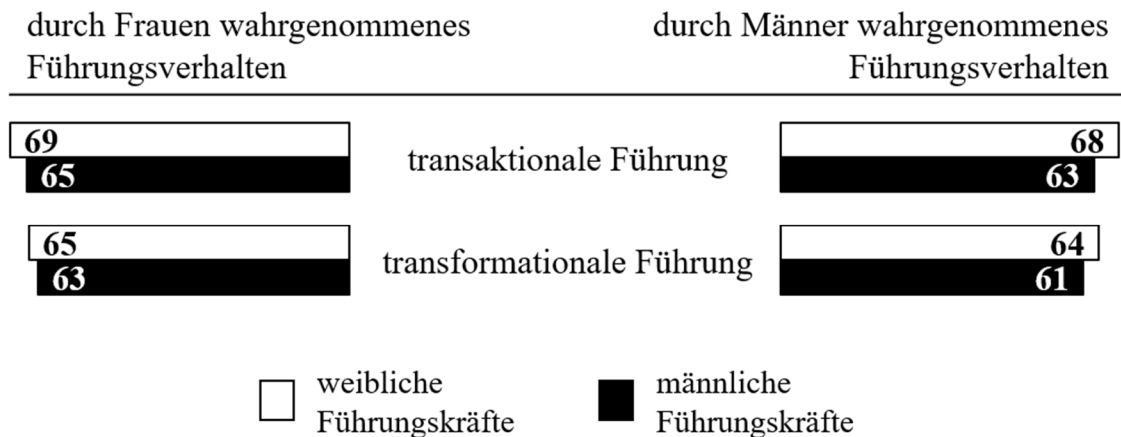 durch Frauen wahrgenommenes
Führungsverhalten
durch Männer wahrgenommenes
Führungsverhalten
69
65
transaktionale Führung
68
63
65
63
transformationale Führung
64
61
weibliche
Führungskräfte
männliche
Führungskräfte